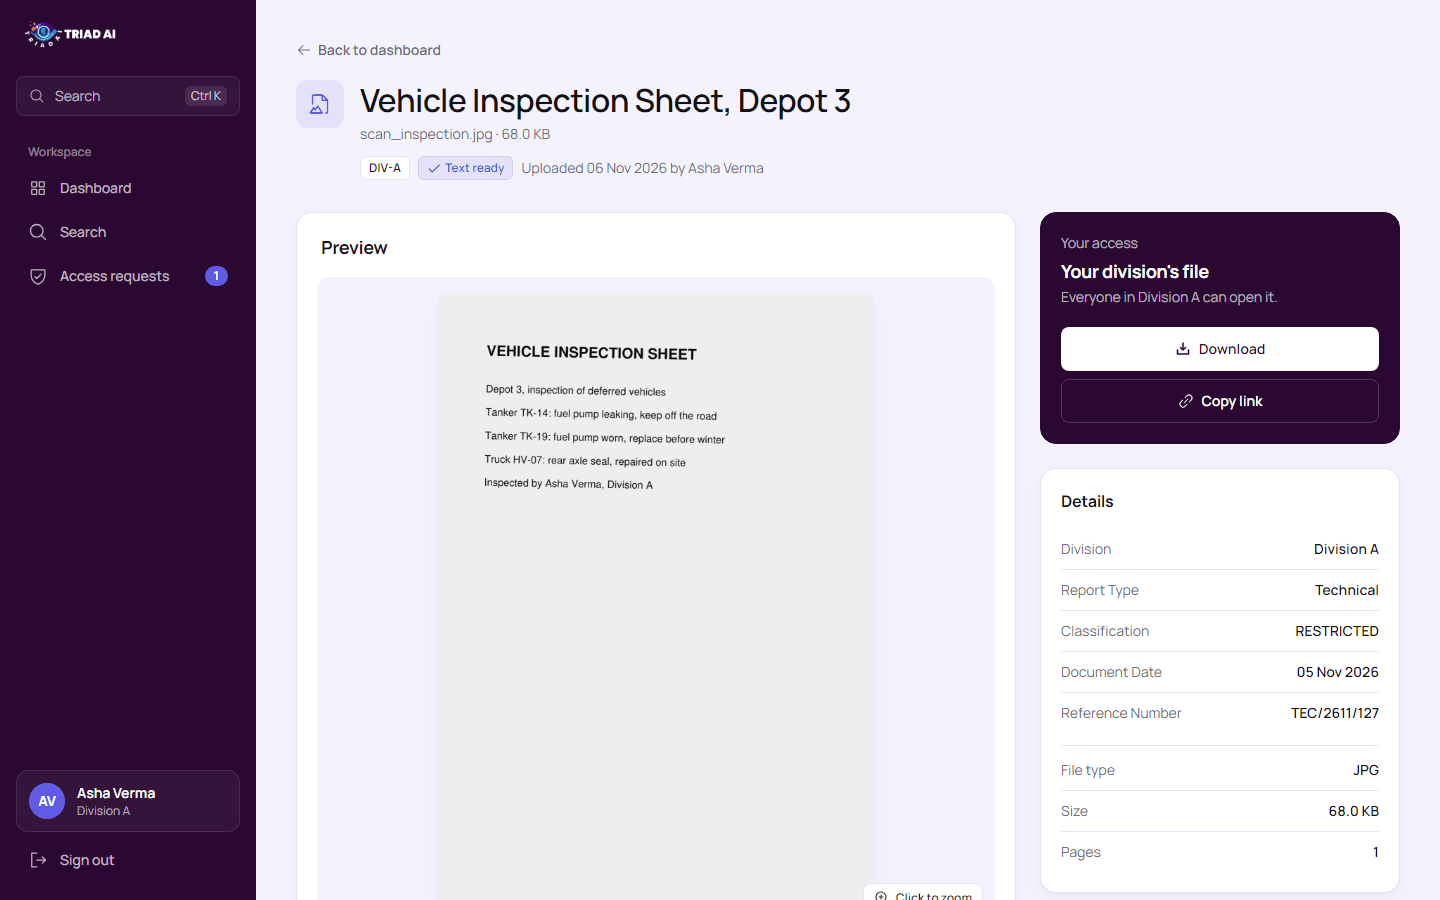 TRIAD AI
TRIADA
Search Ctrl K
Workspace
Dashboard
Search
Access requests 1
AV Asha Verma
Division A
Sign out
Back to dashboard
Vehicle Inspection Sheet, Depot 3
scan_inspection.jpg · 68.0 KB
DIV-A Text ready Uploaded 06 Nov 2026 by Asha Verma
Preview
VEHICLE INSPECTION SHEET
Depot 3, inspection of deferred vehicles
Tanker TK-14: fuel pump leaking, keep off the road
Tanker TK-19: fuel pump worn, replace before winter
Truck HV-07: rear axle seal, repaired on site
Inspected by Asha Verma, Division A
Click to zoom
Your access
Your division's file
Everyone in Division A can open it.
Download
Copy link
Details
Division Division A
Report Type Technical
Classification RESTRICTED
Document Date 05 Nov 2026
Reference Number TEC/2611/127
File type JPG
Size 68.0 KB
Pages 1